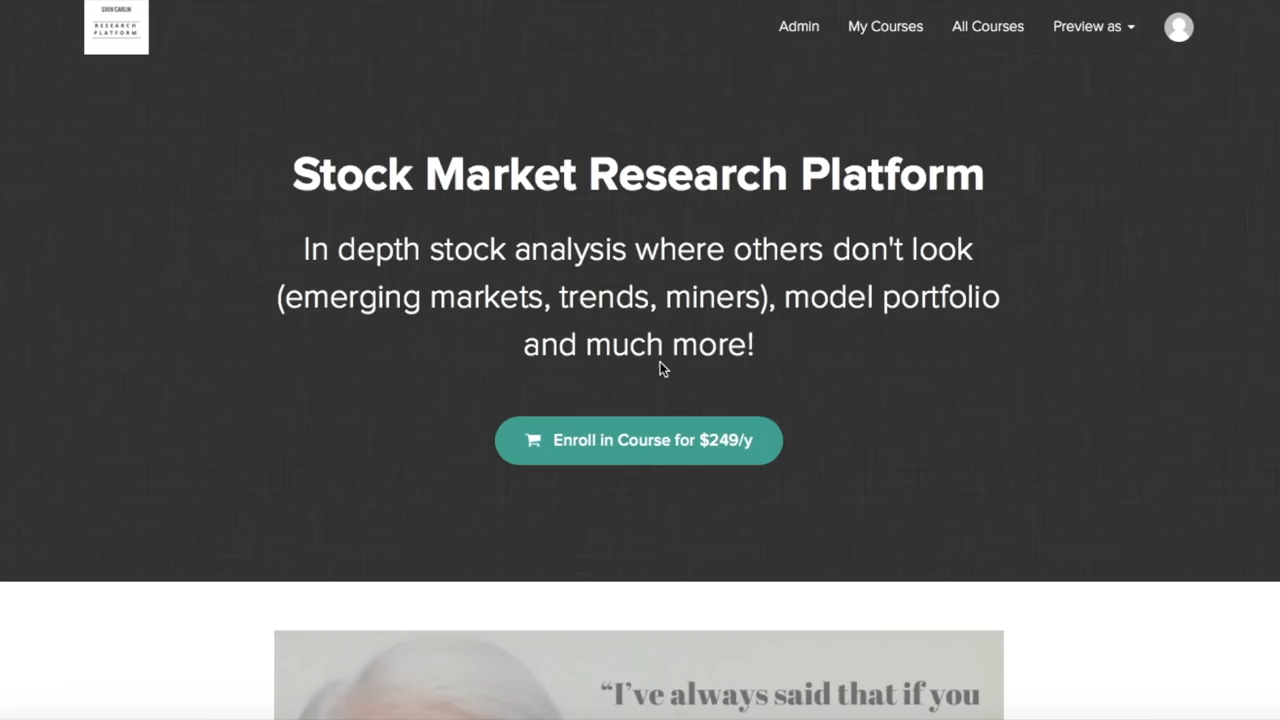 SVEN CARLIN
RESEARCH
PLATFORM
Admin
My Courses
All Courses
Preview as
Stock Market Research Platform
In depth stock analysis where others don't look
(emerging markets, trends, miners), model portfolio
and much more!
Enroll in Course for $249/y
“I’ve always said that if you